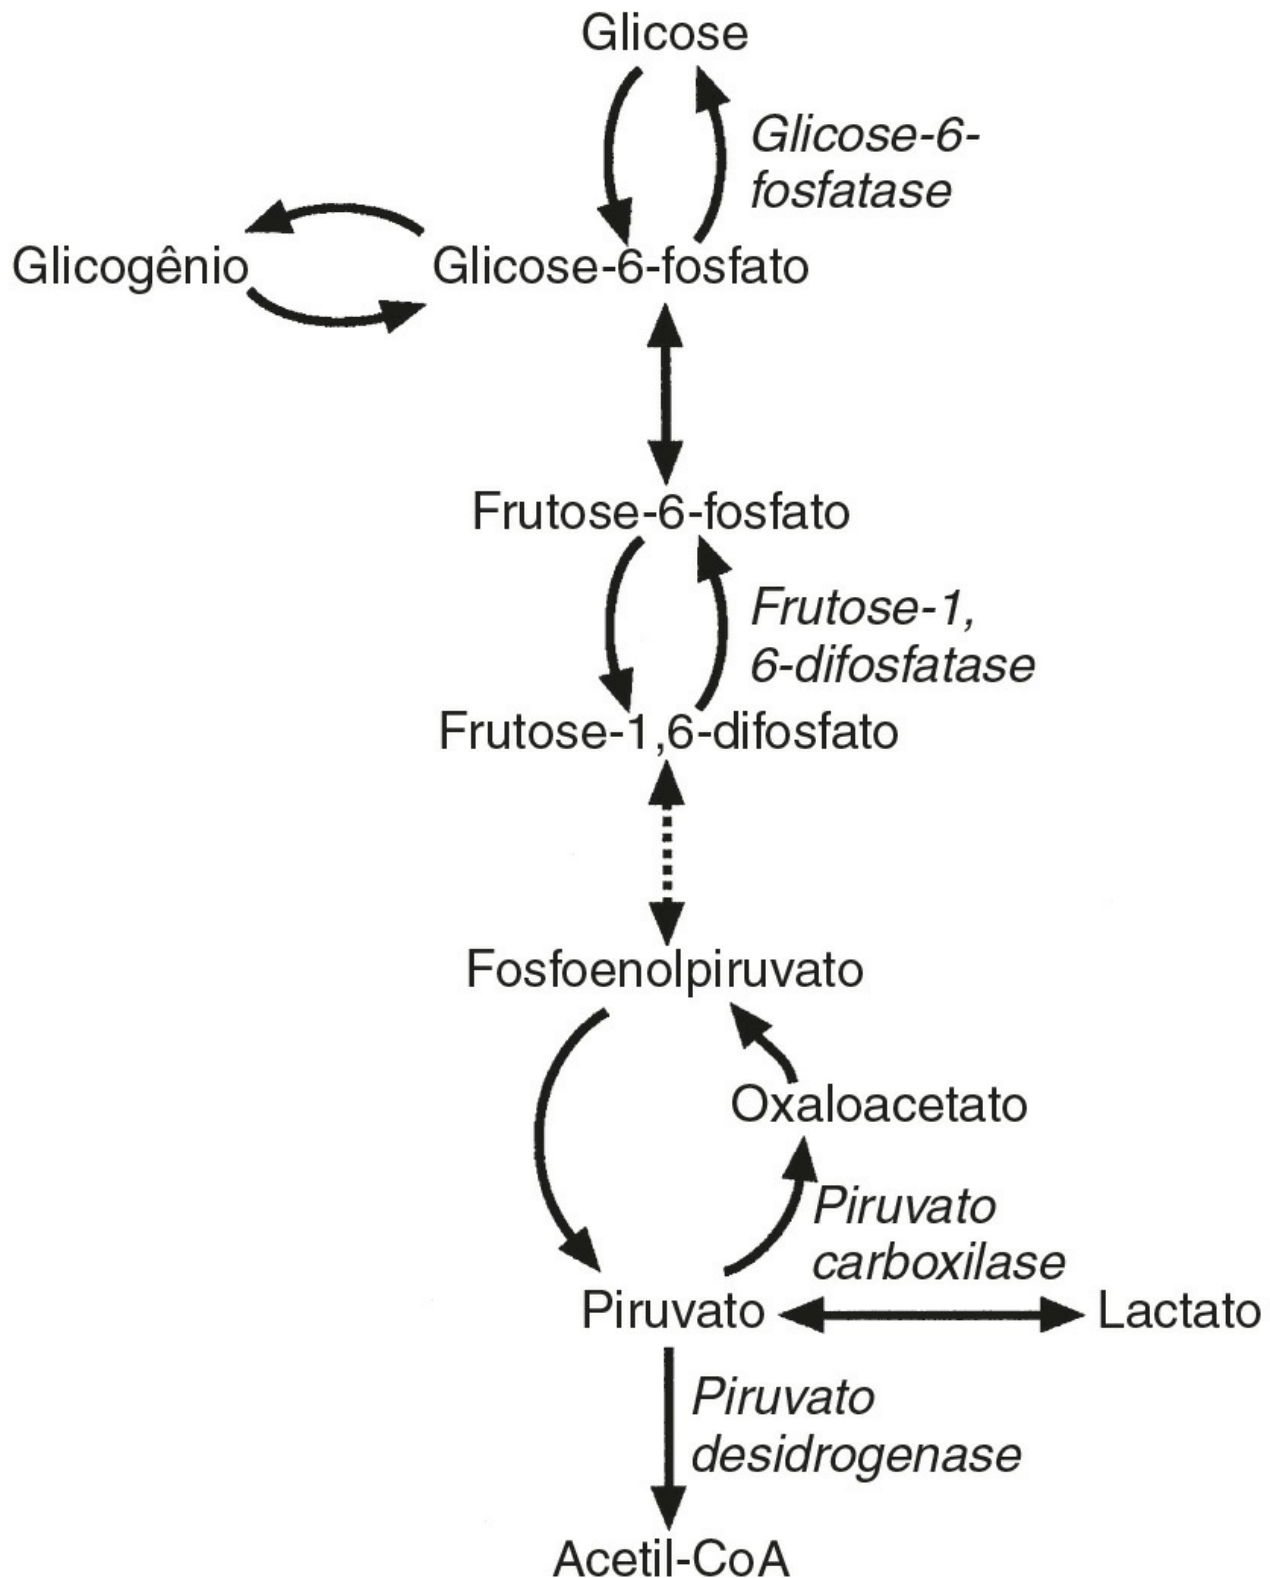 Glicose
Glicose-6-
fosfatase
Glicogênio
Glicose-6-fosfato
Frutose-6-fosfato
Frutose-1,
6-difosfatase
Frutose-1,6-difosfato
Fosfoenolpiruvato
Oxaloacetato
Piruvato
carboxilase
Piruvato
Lactato
Piruvato
desidrogenase
Acetil-CoA